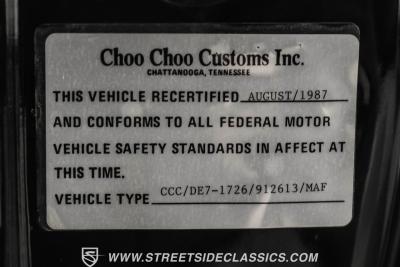 Choo Choo Customs Inc.
CHATTANOOGA, TENNESSEE
THIS VEHICLE RECERTIFIED AUGUST/1987
AND CONFORMS TO ALL FEDERAL MOTOR
VEHICLE SAFETY STANDARDS IN AFFECT AT
THIS TIME.
VEHICLE TYPE CCC/DE7-1726/912613/MAF
WWW.STREETSIDECLASSICS.COM